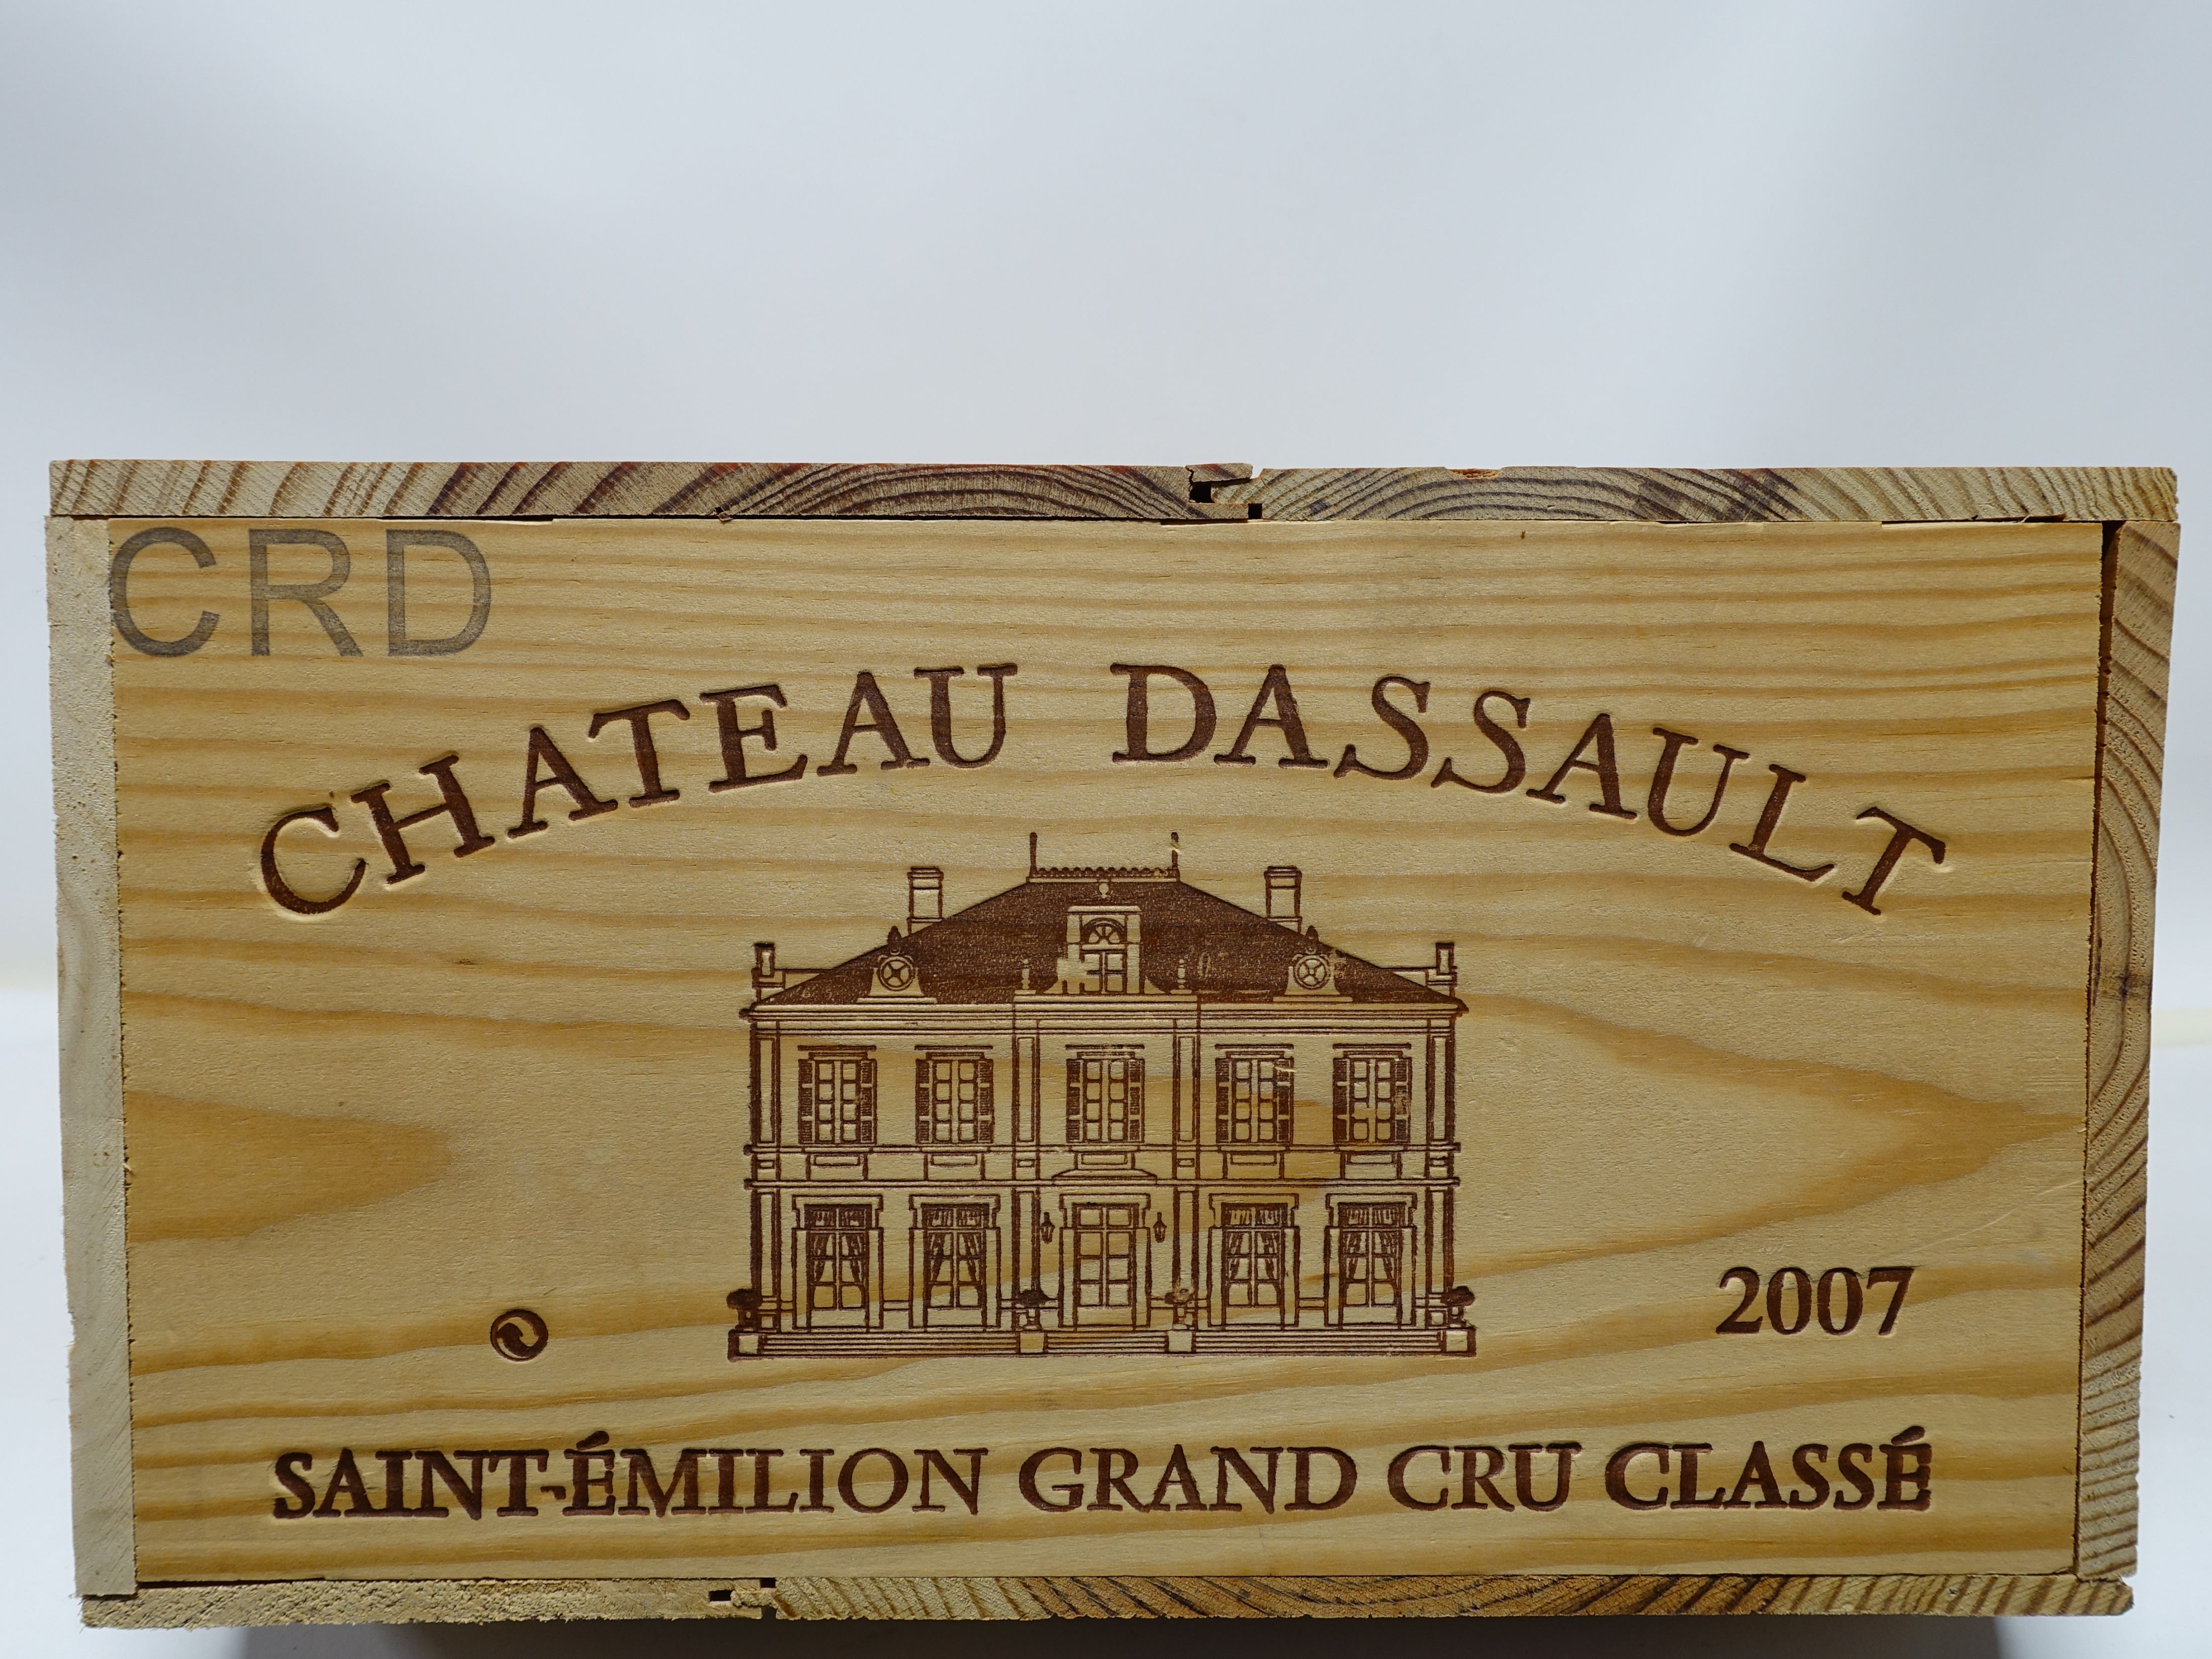 CRD
CHATEAU DASSAULT
2007
SAINT-ÉMILION GRAND CRU CLASSÉ